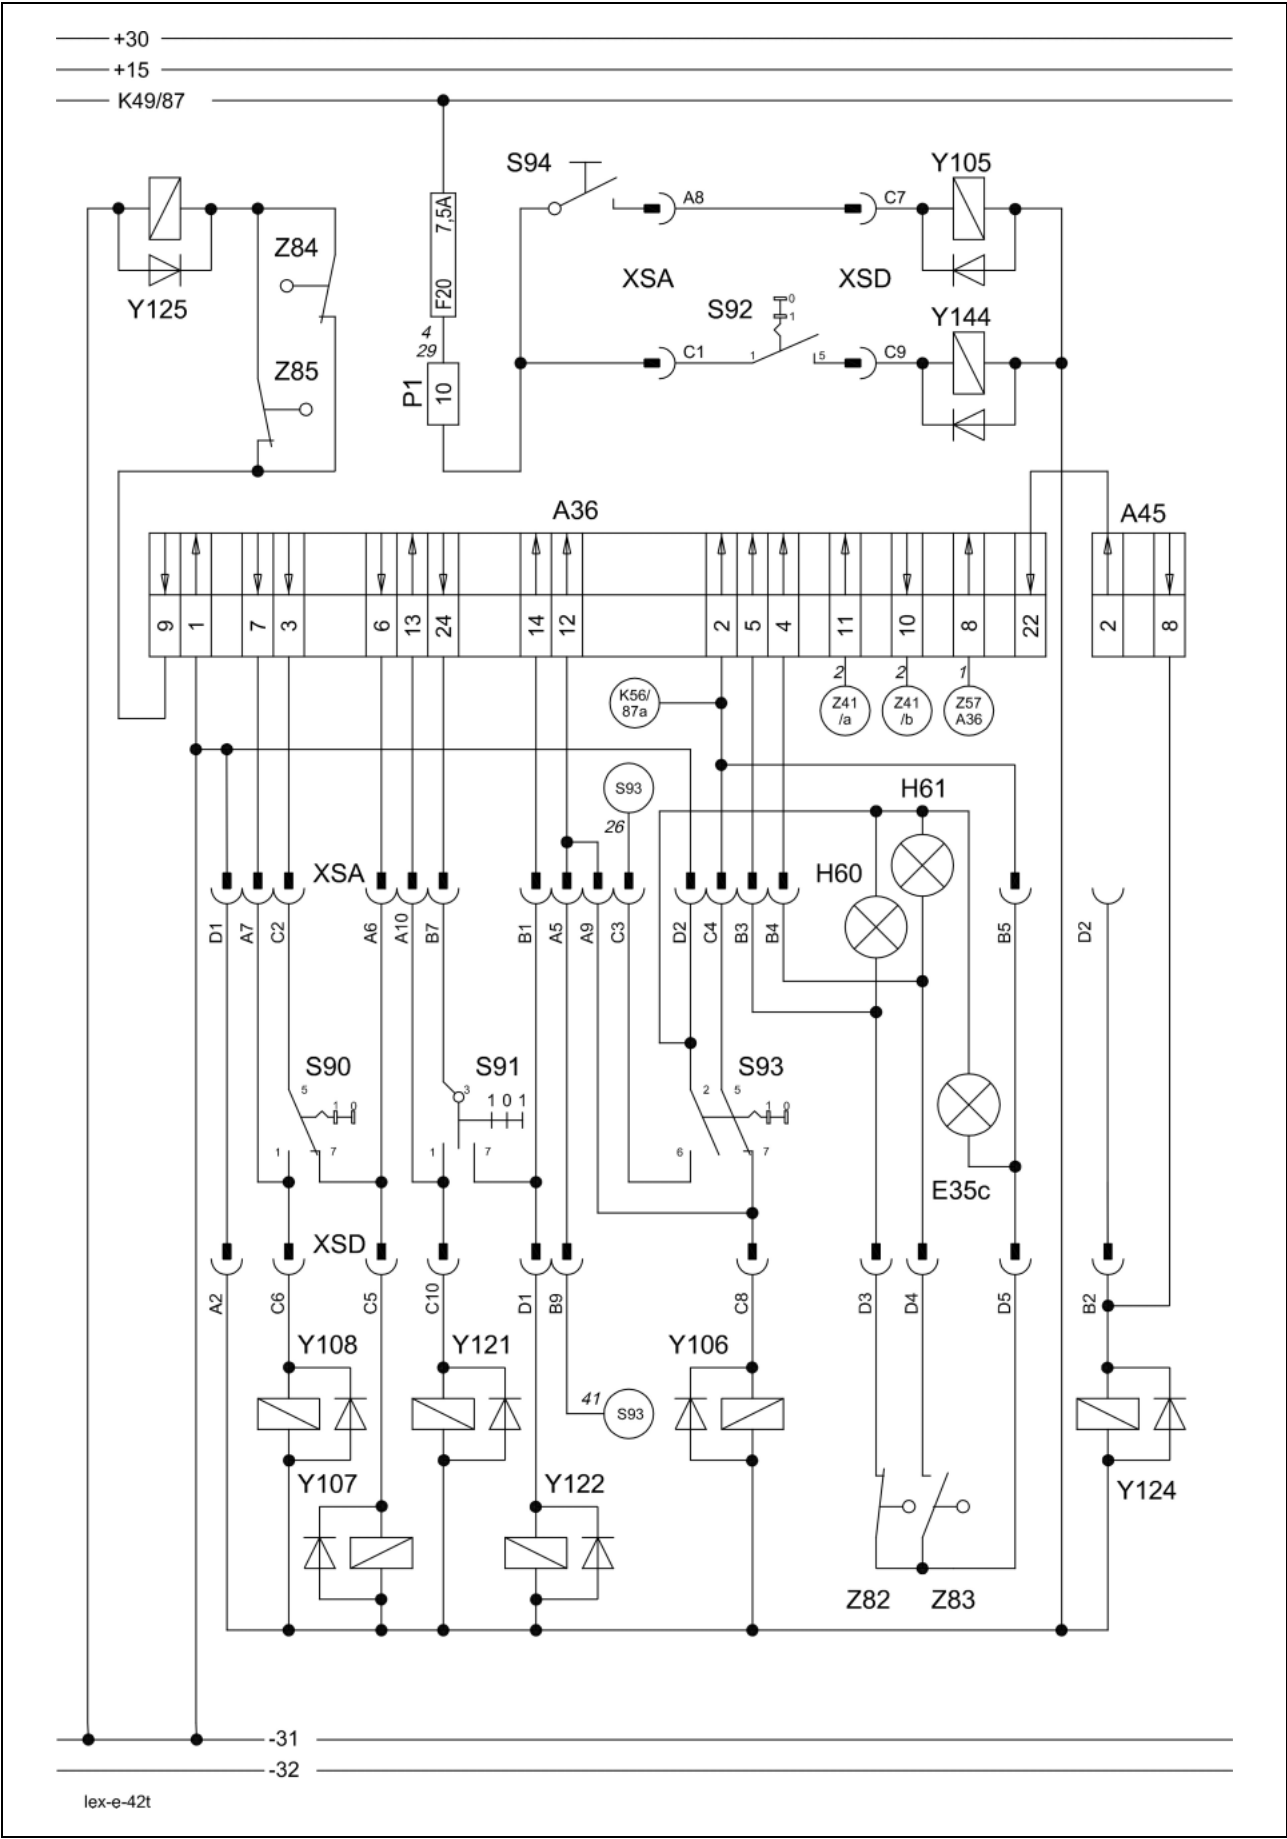 +30
+15
K49/87
S94
A8
C7
Y105
7,5A
F20
Z84
Y125
XSA
XSD
S92
0
1
Y144
4
29
C1
1
5
C9
Z85
P1
10
A36
A45
9
1
7
3
6
13
24
14
12
2
5
4
11
10
8
22
2
8
K56/
87a
2
Z41
/a
2
Z41
/b
1
Z57
A36
S93
26
H61
XSA
H60
D1
A7
C2
A6
A10
B7
B1
A5
A9
C3
D2
C4
B3
B4
B5
D2
S90
5
1 0
1
7
S91
3
1 0 1
1
7
S93
2
5
1 0
6
7
E35c
XSD
A2
C6
C5
C10
D1
B9
C8
D3
D4
D5
B2
Y108
Y121
Y106
41
S93
Y107
Y122
Y124
Z82
Z83
-31
-32
lex-e-42t